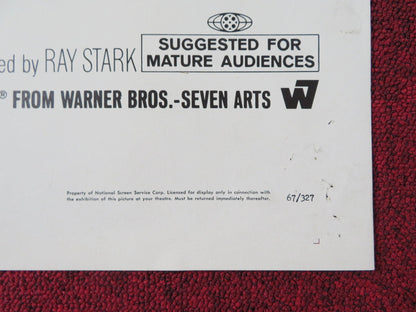 SUGGESTED FOR
MATURE AUDIENCES
ed by RAY STARK
® FROM WARNER BROS.-SEVEN ARTS W7
Property of National Screen Service Corp. Licensed for display only in connection with
the exhibition of this picture at your theatre. Must be returned immediately thereafter.
67/327